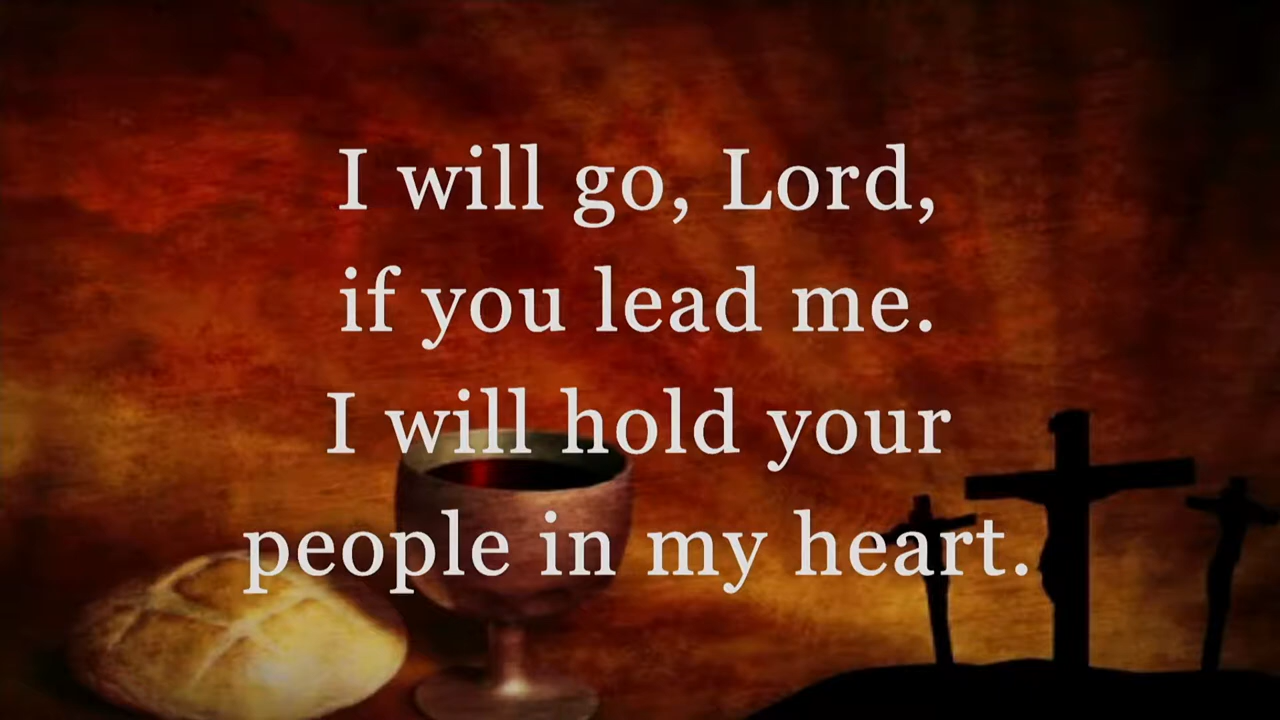 I will go, Lord,
if you lead me.
I will hold your
people in my heart.